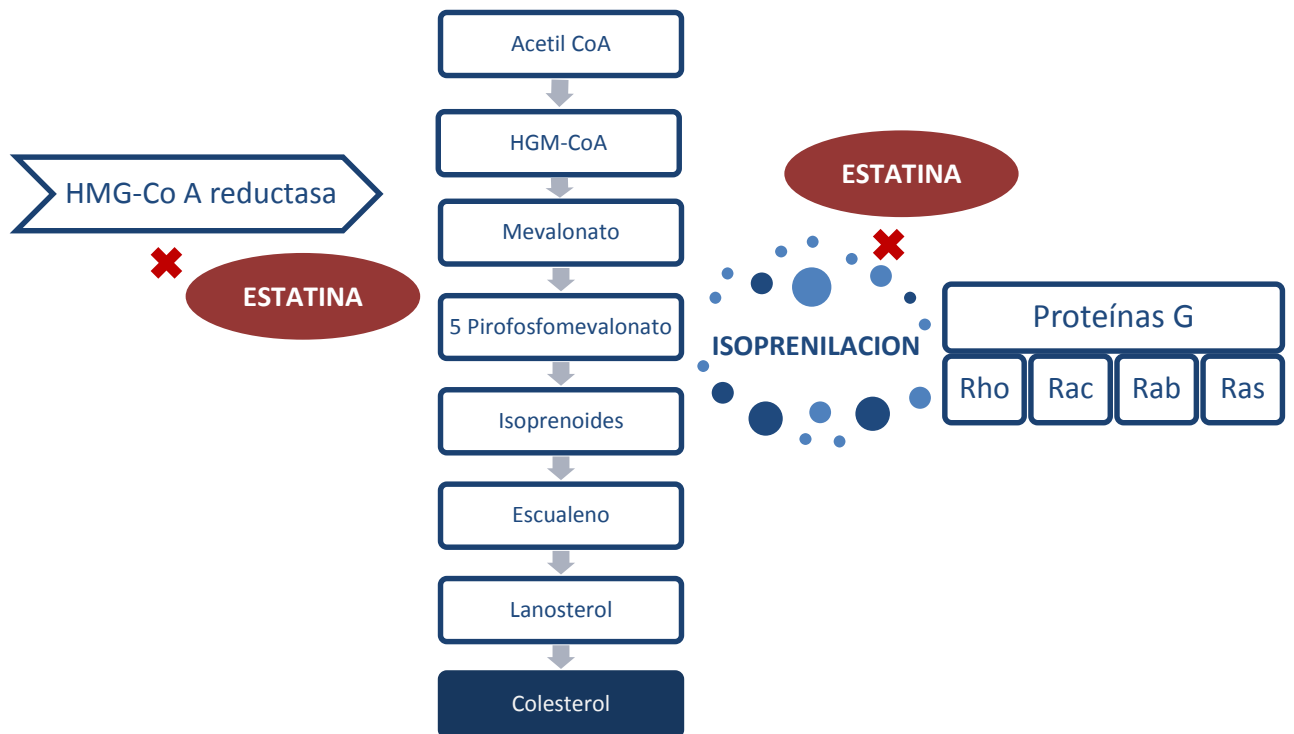 Acetil CoA
HGM-CoA
ESTATINA
HMG-Co A reductasa
Mevalonato
ESTATINA
5 Pirofosfomevalonato
ISOPRENILACION
Proteínas G
Rho
Rac
Rab
Ras
Isoprenoides
Escualeno
Lanosterol
Colesterol